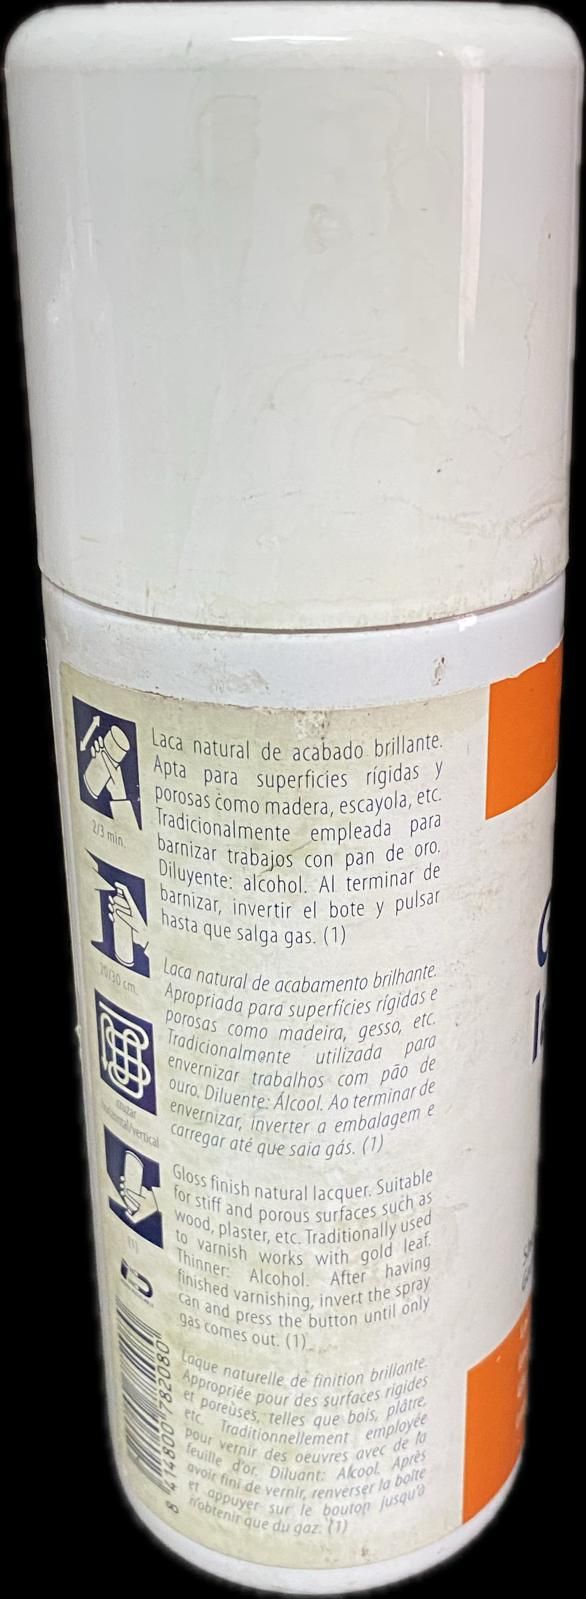 Laca natural de acabado brillante.
Apta para superficies rígidas y
porosas como madera, escayola, etc.
Tradicionalmente empleada para
barnizar trabajos con pan de oro.
Diluyente: alcohol. Al terminar de
barnizar, invertir el bote y pulsar
hasta que salga gas. (1)
Laca natural de acabamento brilhante.
Apropriada para superfícies rígidas e
porosas como madeira, gesso, etc.
Tradicionalmente utilizada para
envernizar trabalhos com pão de
ouro. Diluente: Álcool. Ao terminar de
envernizar, inverter a embalagem e
carregar até que saia gás. (1)
Gloss finish natural lacquer. Suitable
for stiff and porous surfaces such as
wood, plaster, etc. Traditionally used
to varnish works with gold leaf.
Thinner: Alcohol. After having
finished varnishing, invert the spray
can and press the button until only
gas comes out. (1)
Laque naturelle de finition brillante.
Appropriée pour des surfaces rigides
et poreuses, telles que bois, plâtre,
etc. Traditionnellement employée
pour vernir des oeuvres avec de la
feuille d'or. Diluant: Alcool. Après
avoir fini de vernir, renverser la boîte
et appuyer sur le bouton jusqu'à
n'obtenir que du gaz. (1)
2/3 min.
20/30 cm.
cruzar
horizontal/vertical
(1)
8 414800 782080